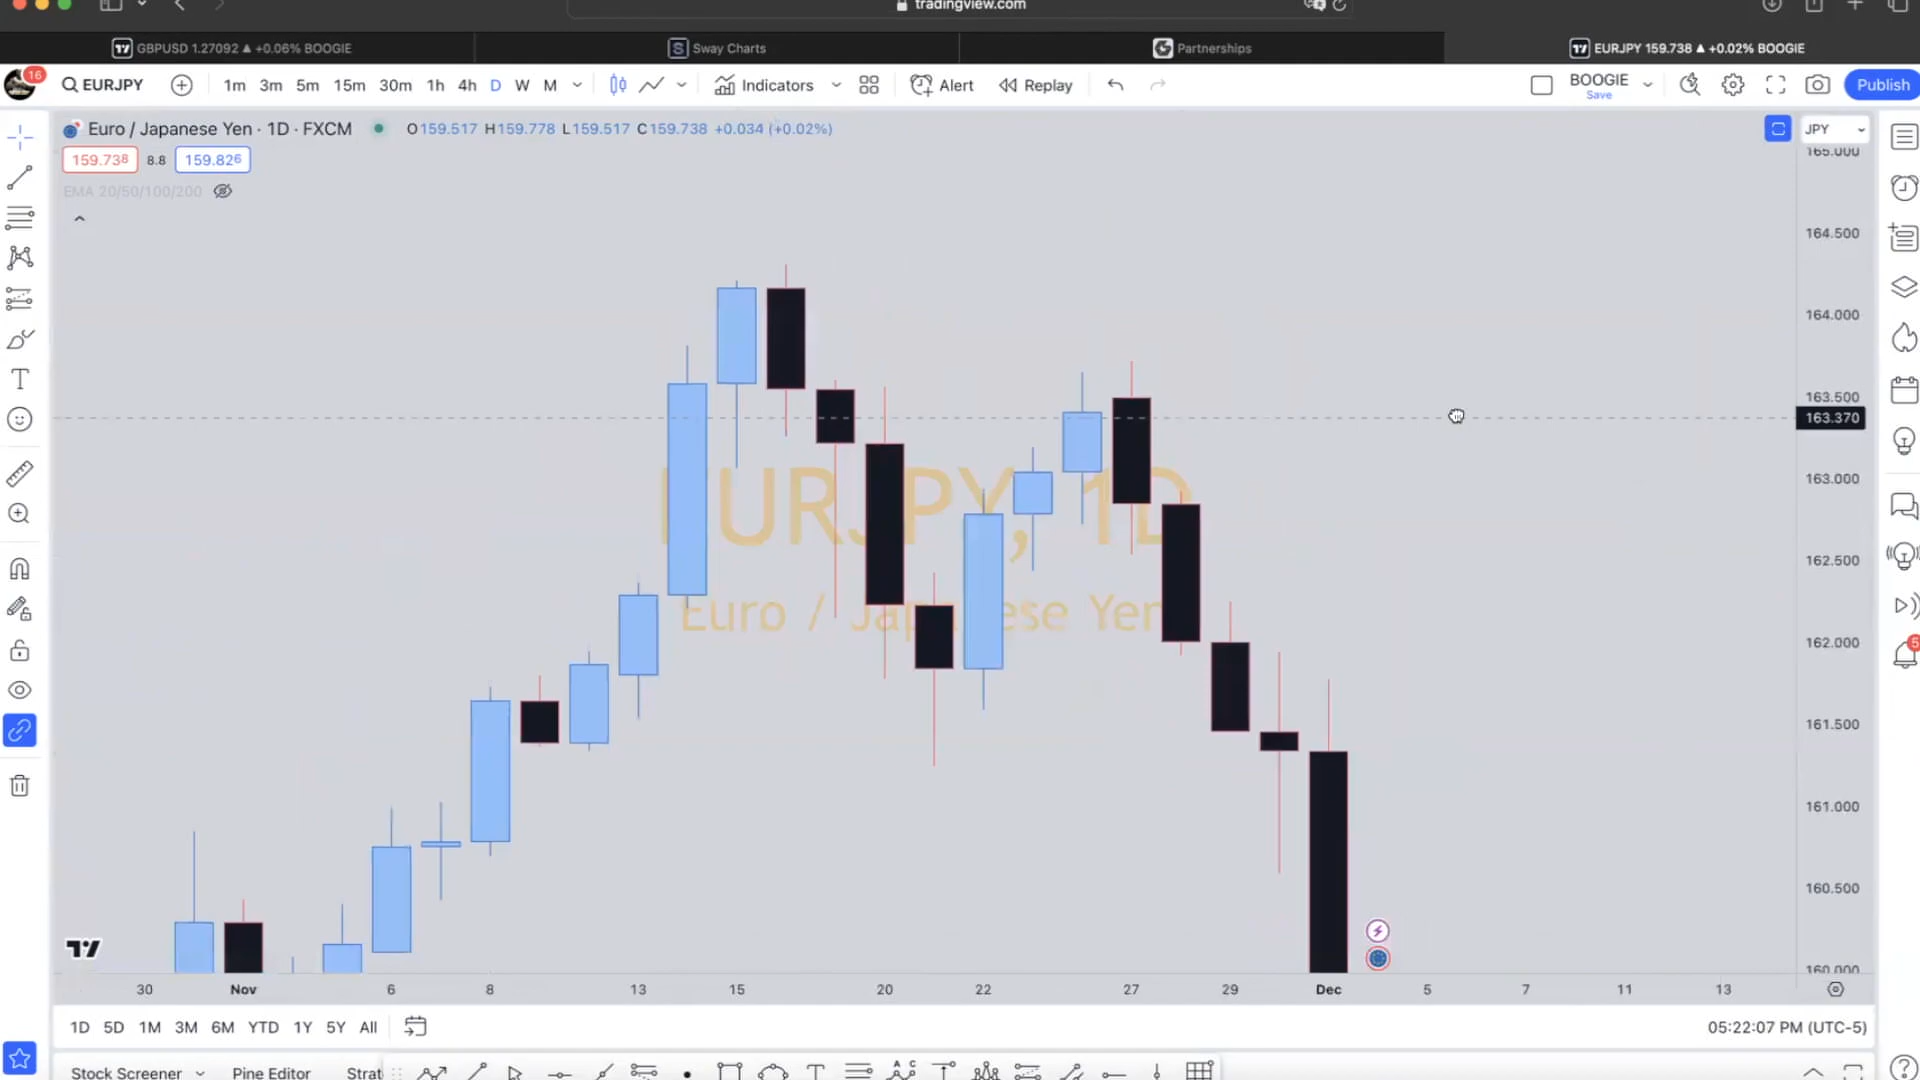 tradingview.com
GBPUSD 1.27092 ▲ +0.06% BOOGIE
Sway Charts
Partnerships
EURJPY 159.738 ▲ +0.02% BOOGIE
16
EURJPY
1m 3m 5m 15m 30m 1h 4h D W M
Indicators
Alert
Replay
BOOGIE
Save
Publish
Euro / Japanese Yen · 1D · FXCM
O159.517 H159.778 L159.517 C159.738 +0.034 (+0.02%)
JPY
159.738 8.8 159.826
EMA 20/50/100/200
165.000
164.500
164.000
163.500
163.370
163.000
162.500
162.000
161.500
161.000
160.500
160.000
EURJPY, 1D
Euro / Japanese Yen
5
30 Nov 6 8 13 15 20 22 27 29 Dec 5 7 11 13
1D 5D 1M 3M 6M YTD 1Y 5Y All
05:22:07 PM (UTC-5)
Stock Screener
Pine Editor
Strat